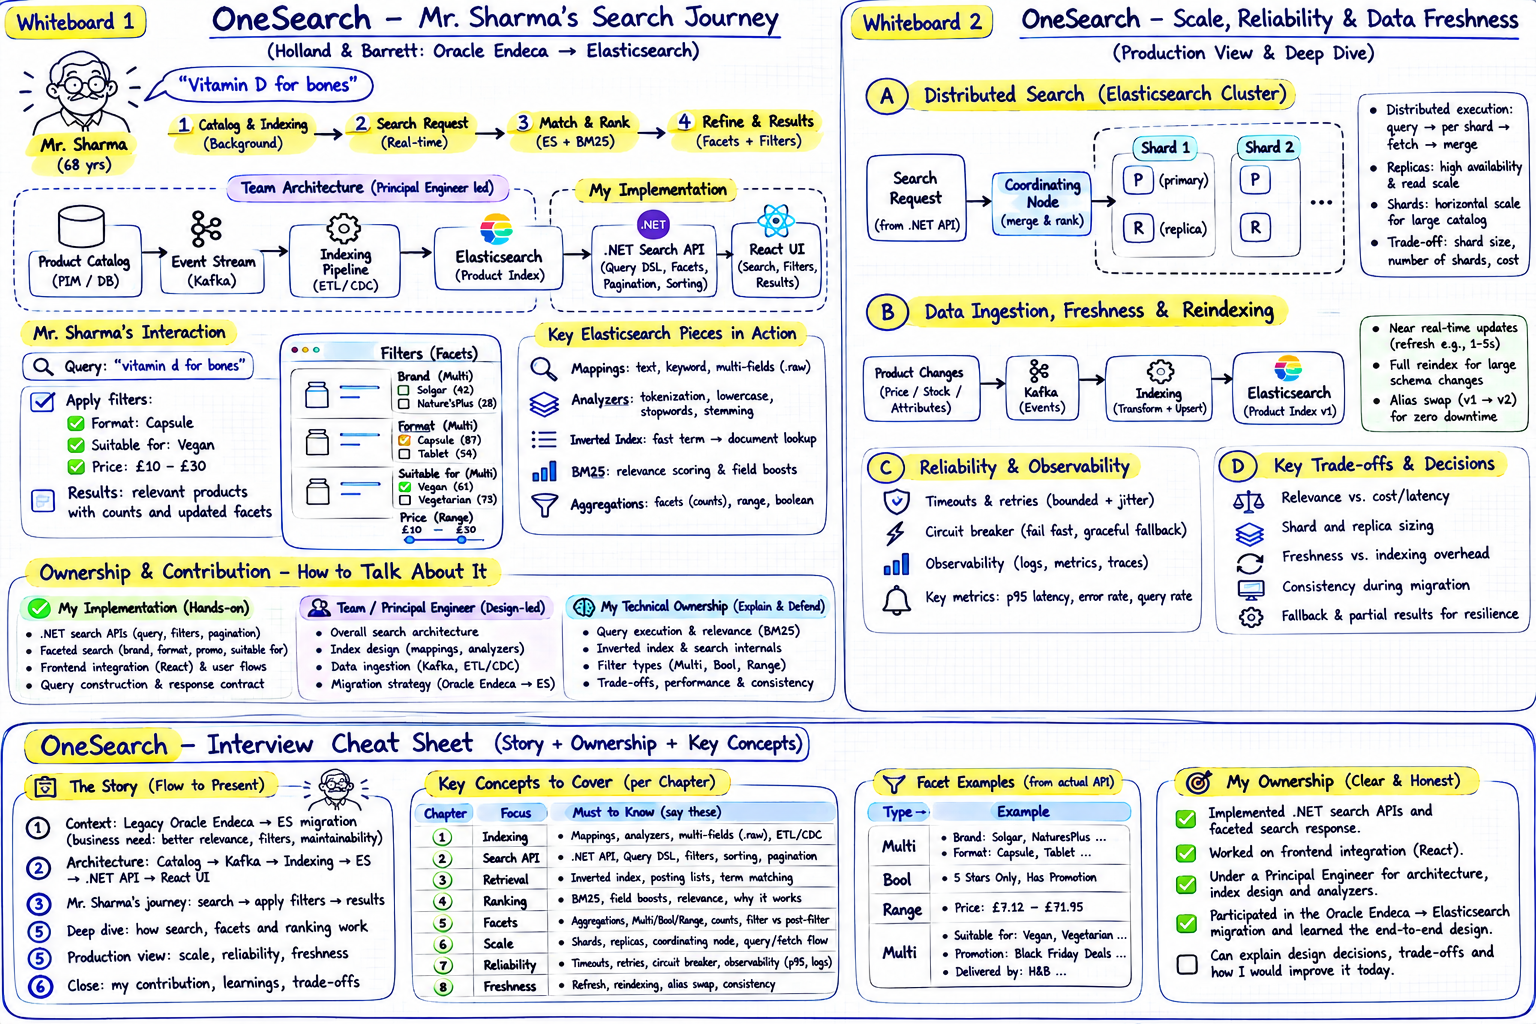 Whiteboard 1
OneSearch – Mr. Sharma's Search Journey
(Holland & Barrett: Oracle Endeca → Elasticsearch)
"Vitamin D for bones"
Mr. Sharma
(68 yrs)
1 Catalog & Indexing
(Background)
2 Search Request
(Real-time)
3 Match & Rank
(ES + BM25)
4 Refine & Results
(Facets + Filters)
Team Architecture (Principal Engineer led)
My Implementation
Product Catalog
(PIM / DB)
Event Stream
(Kafka)
Indexing
Pipeline
(ETL/CDC)
Elasticsearch
(Product Index)
.NET
.NET Search API
(Query DSL, Facets,
Pagination, Sorting)
React UI
(Search, Filters,
Results)
Mr. Sharma's Interaction
Query: "vitamin d for bones"
Apply filters:
Format: Capsule
Suitable for: Vegan
Price: £10 – £30
Results: relevant products
with counts and updated facets
Filters (Facets)
Brand (Multi)
Solgar (42)
Nature'sPlus (28)
Format (Multi)
Capsule (87)
Tablet (54)
Suitable for (Multi)
Vegan (61)
Vegetarian (73)
Price (Range)
£10 – £30
Key Elasticsearch Pieces in Action
Mappings: text, keyword, multi-fields (.raw)
Analyzers: tokenization, lowercase,
stopwords, stemming
Inverted Index: fast term → document lookup
BM25: relevance scoring & field boosts
Aggregations: facets (counts), range, boolean
Ownership & Contribution – How to Talk About It
My Implementation (Hands-on)
• .NET search APIs (query, filters, pagination)
• Faceted search (brand, format, promo, suitable for)
• Frontend integration (React) & user flows
• Query construction & response contract
Team / Principal Engineer (Design-led)
• Overall search architecture
• Index design (mappings, analyzers)
• Data ingestion (Kafka, ETL/CDC)
• Migration strategy (Oracle Endeca → ES)
My Technical Ownership (Explain & Defend)
• Query execution & relevance (BM25)
• Inverted index & search internals
• Filter types (Multi, Bool, Range)
• Trade-offs, performance & consistency
Whiteboard 2
OneSearch – Scale, Reliability & Data Freshness
(Production View & Deep Dive)
A Distributed Search (Elasticsearch Cluster)
Search
Request
(from .NET API)
Coordinating
Node
(merge & rank)
Shard 1
P (primary)
R (replica)
Shard 2
P
R
...
• Distributed execution:
query → per shard →
fetch → merge
• Replicas: high availability
& read scale
• Shards: horizontal scale
for large catalog
• Trade-off: shard size,
number of shards, cost
B Data Ingestion, Freshness & Reindexing
Product Changes
(Price / Stock /
Attributes)
Kafka
(Events)
Indexing
(Transform + Upsert)
Elasticsearch
(Product Index v1)
• Near real-time updates
(refresh e.g., 1-5s)
• Full reindex for large
schema changes
• Alias swap (v1 → v2)
for zero downtime
C Reliability & Observability
Timeouts & retries (bounded + jitter)
Circuit breaker (fail fast, graceful fallback)
Observability (logs, metrics, traces)
Key metrics: p95 latency, error rate, query rate
D Key Trade-offs & Decisions
Relevance vs. cost/latency
Shard and replica sizing
Freshness vs. indexing overhead
Consistency during migration
Fallback & partial results for resilience
OneSearch – Interview Cheat Sheet (Story + Ownership + Key Concepts)
The Story (Flow to Present)
1 Context: Legacy Oracle Endeca → ES migration
(business need: better relevance, filters, maintainability)
2 Architecture: Catalog → Kafka → Indexing → ES
→ .NET API → React UI
3 Mr. Sharma's journey: search → apply filters → results
5 Deep dive: how search, facets and ranking work
5 Production view: scale, reliability, freshness
6 Close: my contribution, learnings, trade-offs
Key Concepts to Cover (per Chapter)
Chapter Focus Must to Know (say these)
1 Indexing • Mappings, analyzers, multi-fields (.raw), ETL/CDC
2 Search API • .NET API, Query DSL, filters, sorting, pagination
3 Retrieval • Inverted index, posting lists, term matching
4 Ranking • BM25, field boosts, relevance, why it works
5 Facets • Aggregations, Multi/Bool/Range, counts, filter vs post-filter
6 Scale • Shards, replicas, coordinating node, query/fetch flow
7 Reliability • Timeouts, retries, circuit breaker, observability (p95, logs)
8 Freshness • Refresh, reindexing, alias swap, consistency
Facet Examples (from actual API)
Type → Example
Multi • Brand: Solgar, NaturesPlus ...
• Format: Capsule, Tablet ...
Bool • 5 Stars Only, Has Promotion
Range • Price: £7.12 – £71.95
Multi • Suitable for: Vegan, Vegetarian ...
• Promotion: Black Friday Deals ...
• Delivered by: H&B ...
My Ownership (Clear & Honest)
Implemented .NET search APIs and
faceted search response.
Worked on frontend integration (React).
Under a Principal Engineer for architecture,
index design and analyzers.
Participated in the Oracle Endeca → Elasticsearch
migration and learned the end-to-end design.
Can explain design decisions, trade-offs and
how I would improve it today.